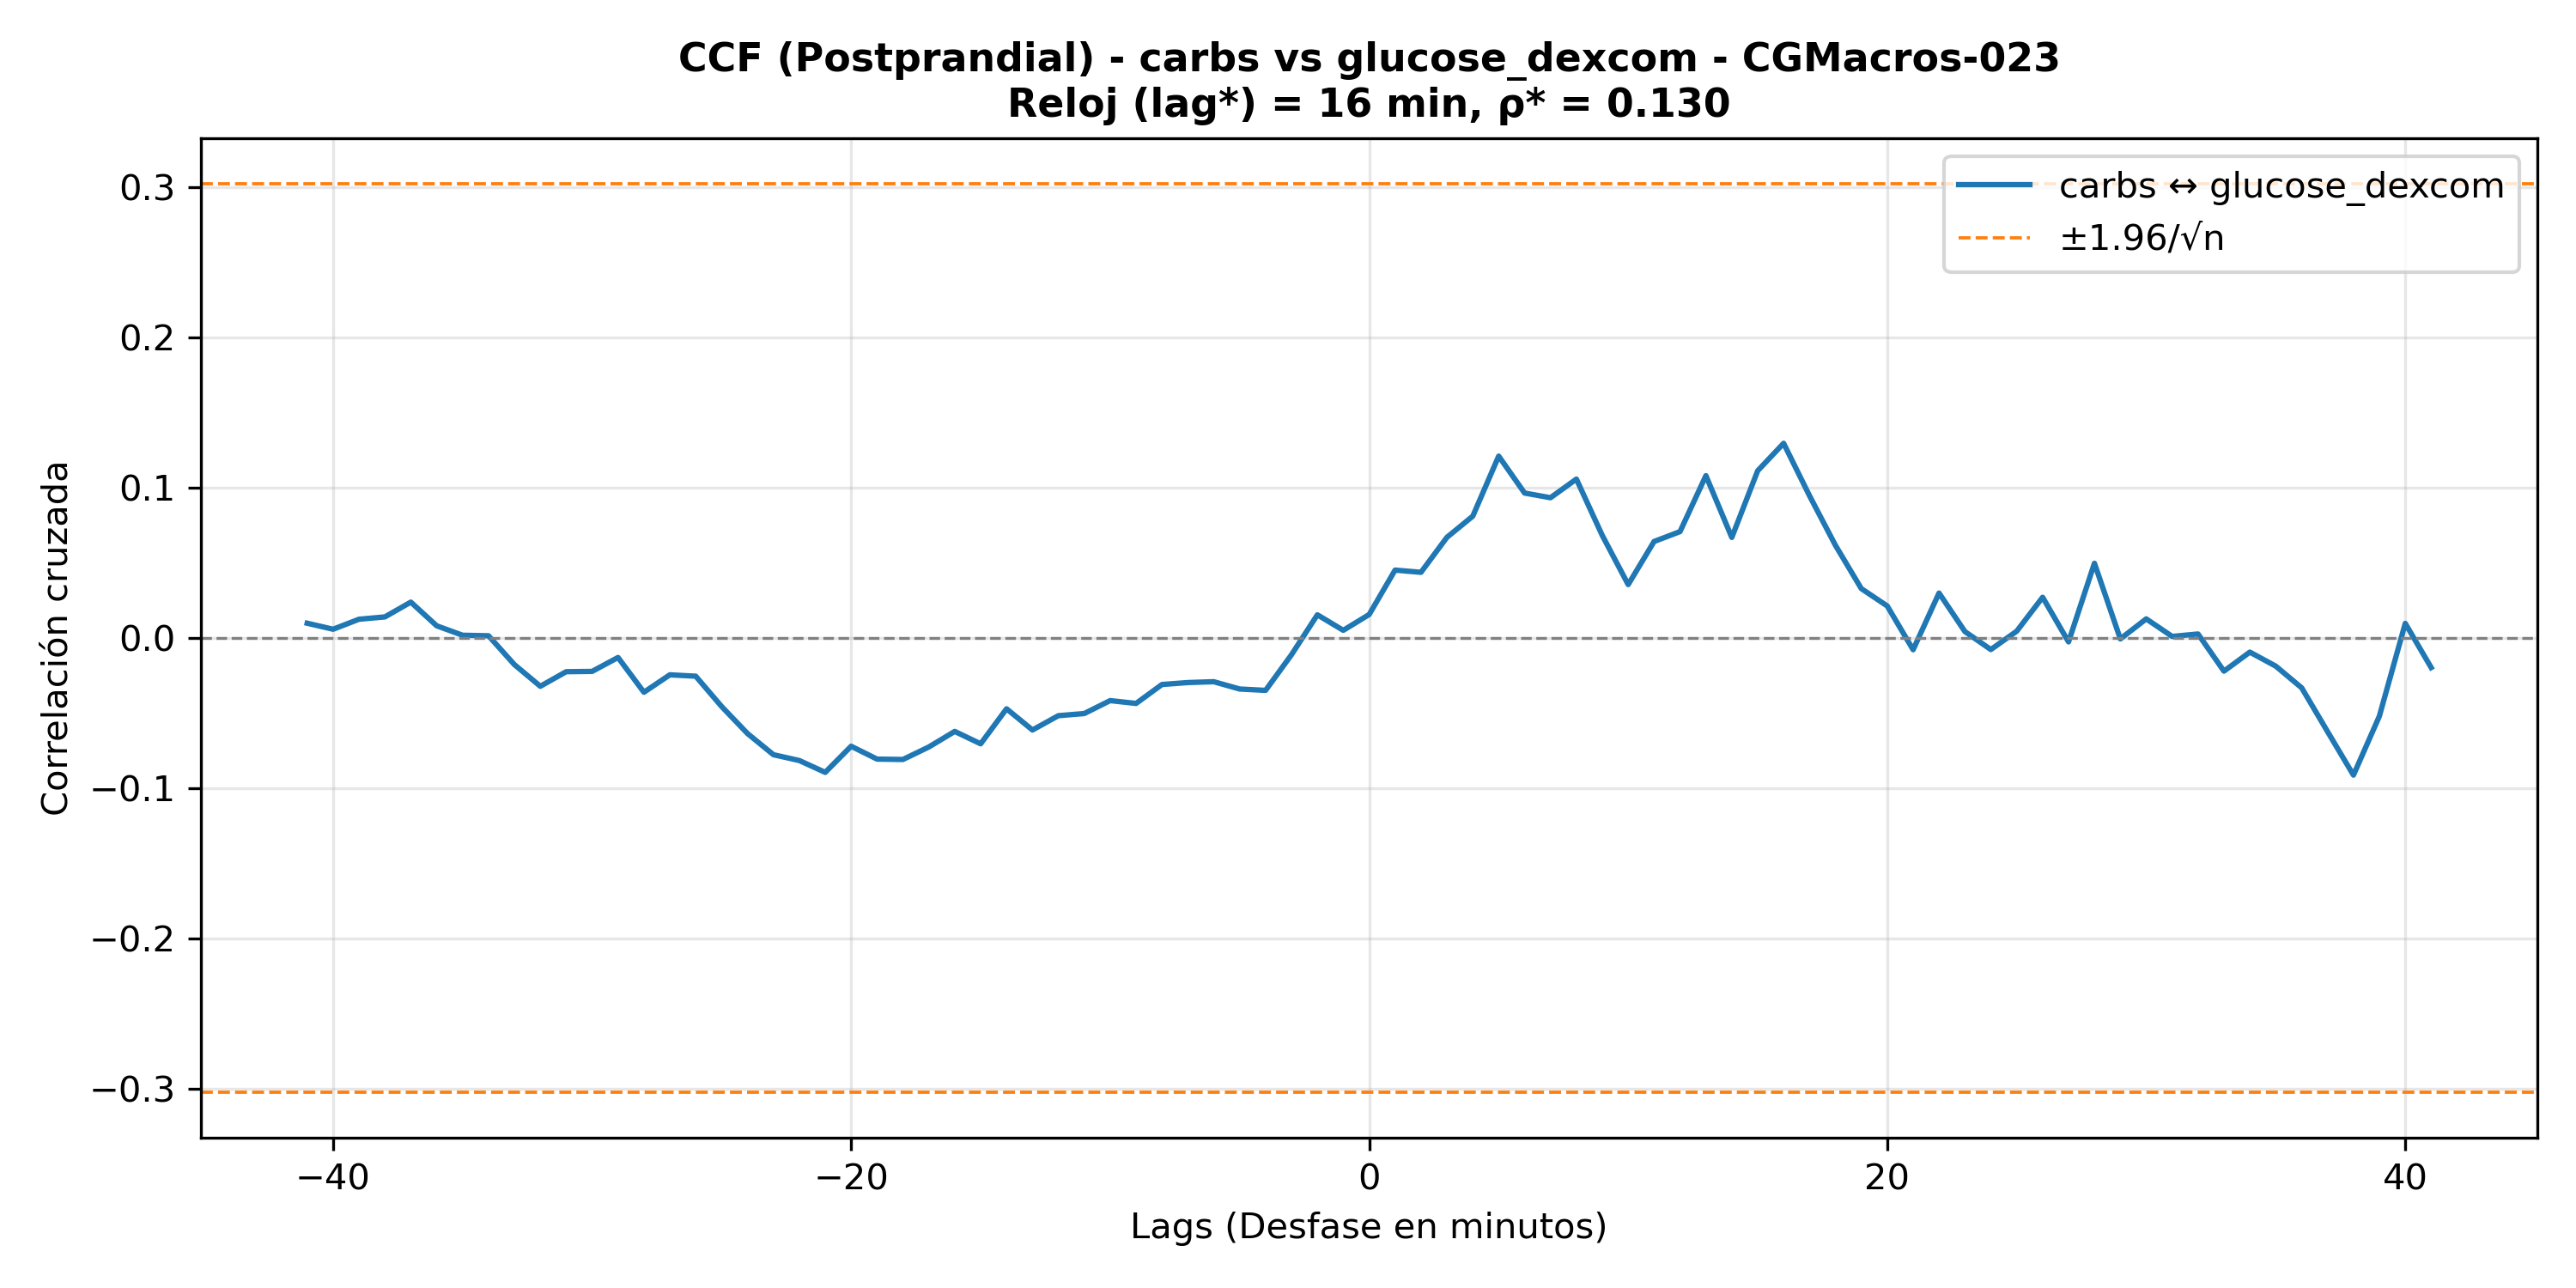 CCF (Postprandial) - carbs vs glucose_dexcom - CGMacros-023
Reloj (lag*) = 16 min, ρ* = 0.130
carbs ↔ glucose_dexcom
±1.96/√n
Correlación cruzada
0.3
0.2
0.1
0.0
−0.1
−0.2
−0.3
−40
−20
0
20
40
Lags (Desfase en minutos)